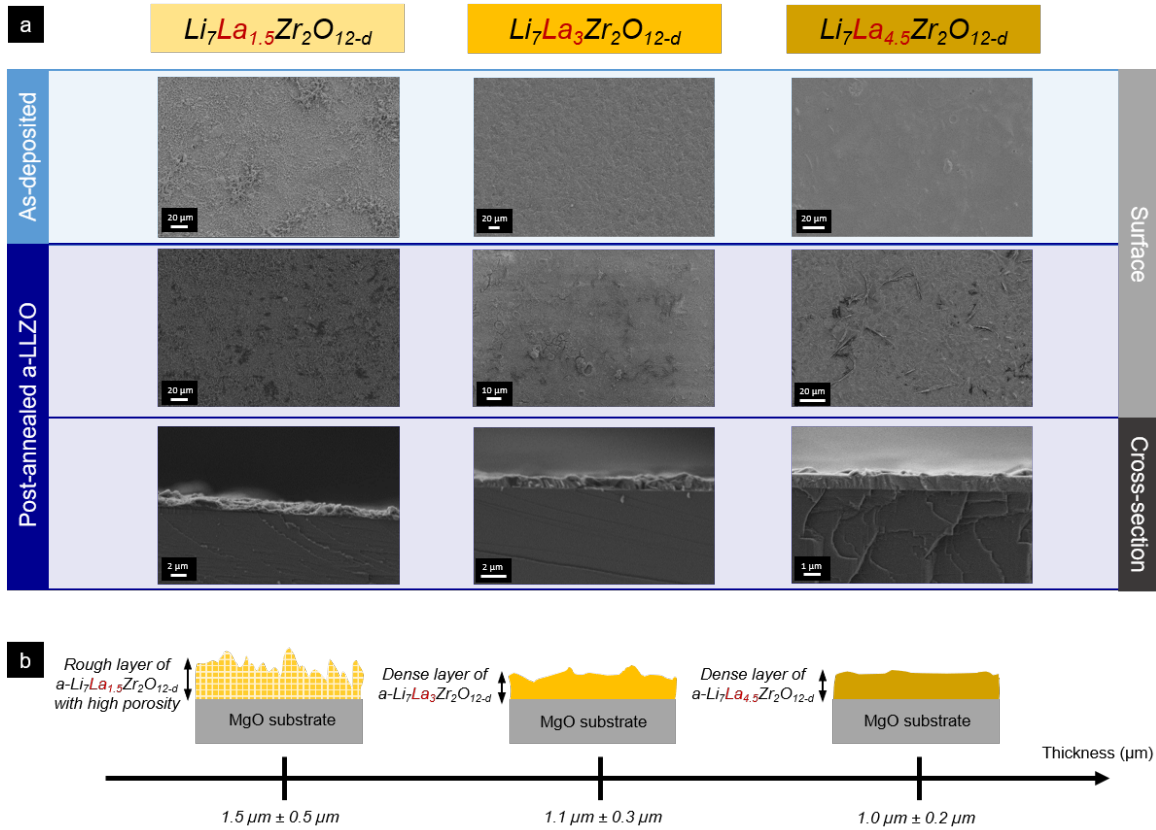 a
Li₇La₁.₅Zr₂O₁₂₋d
Li₇La₃Zr₂O₁₂₋d
Li₇La₄.₅Zr₂O₁₂₋d
As-deposited
20 µm
20 µm
20 µm
Surface
Post-annealed a-LLZO
20 µm
10 µm
20 µm
2 µm
2 µm
1 µm
Cross-section
b
Rough layer of
a-Li₇La₁.₅Zr₂O₁₂₋d
with high porosity
MgO substrate
Dense layer of
a-Li₇La₃Zr₂O₁₂₋d
MgO substrate
Dense layer of
a-Li₇La₄.₅Zr₂O₁₂₋d
MgO substrate
Thickness (µm)
1.5 µm ± 0.5 µm
1.1 µm ± 0.3 µm
1.0 µm ± 0.2 µm